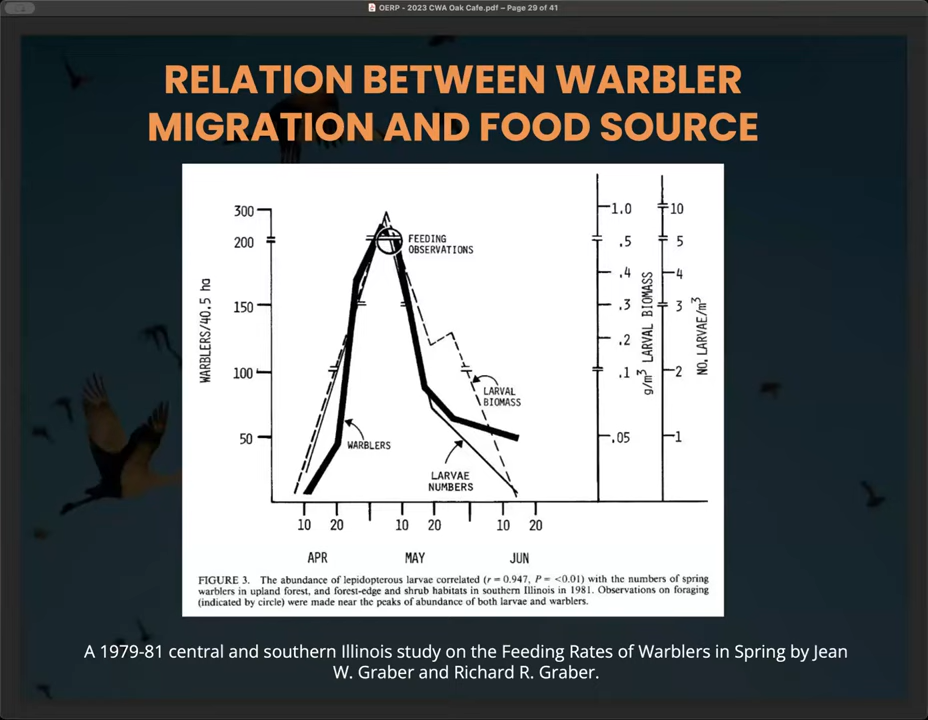 OERP - 2023 CWA Oak Cafe.pdf – Page 29 of 41
RELATION BETWEEN WARBLER
MIGRATION AND FOOD SOURCE
300
200
150
100
50
WARBLERS/40.5 ha
FEEDING
OBSERVATIONS
LARVAL
BIOMASS
WARBLERS
LARVAE
NUMBERS
1.0
.5
.4
.3
.2
.1
.05
g/m³ LARVAL BIOMASS
10
5
4
3
2
1
NO. LARVAE/m³
10 20 10 20 10 20
APR MAY JUN
FIGURE 3. The abundance of lepidopterous larvae correlated (r = 0.947, P = <0.01) with the numbers of spring
warblers in upland forest, and forest-edge and shrub habitats in southern Illinois in 1981. Observations on foraging
(indicated by circle) were made near the peaks of abundance of both larvae and warblers.
A 1979-81 central and southern Illinois study on the Feeding Rates of Warblers in Spring by Jean
W. Graber and Richard R. Graber.